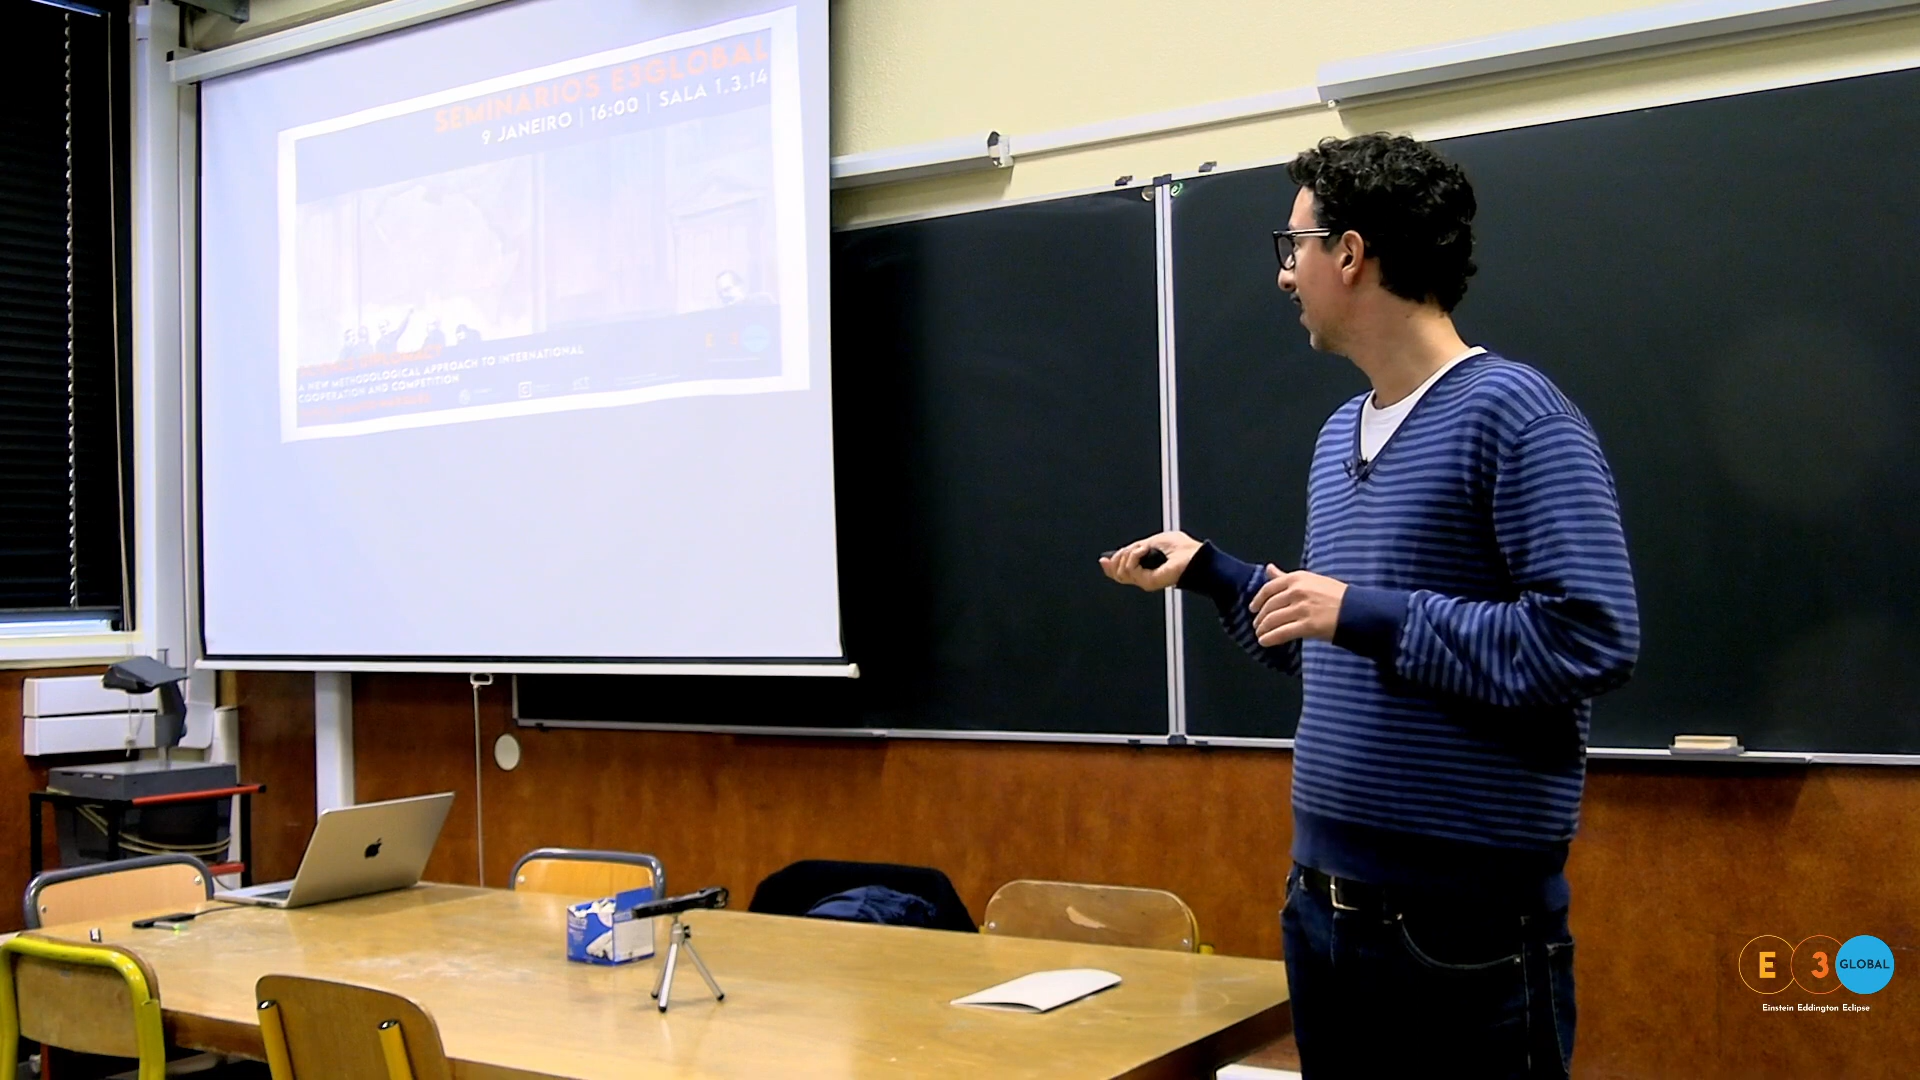 SEMINARIOS E3GLOBAL
9 JANEIRO | 16:00 | SALA 1.3.14
A NEW METHODOLOGICAL APPROACH TO INTERNATIONAL
COOPERATION AND COMPETITION
E 3 GLOBAL
Einstein Eddington Eclipse